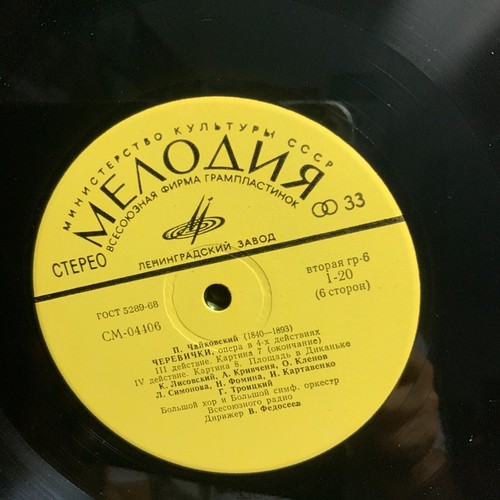 МИНИСТЕРСТВО КУЛЬТУРЫ СССР
МЕЛОДИЯ
ВСЕСОЮЗНАЯ ФИРМА ГРАМПЛАСТИНОК
33
СТЕРЕО
ЛЕНИНГРАДСКИЙ ЗАВОД
ГОСТ 5289-68
вторая гр-6
СМ-04406
1-20
(6 сторон)
П. Чайковский (1840—1893)
ЧЕРЕВИЧКИ, опера в 4-х действиях
III действие. Картина 7 (окончание)
IV действие. Картина 8. Площадь в Диканьке
К. Лисовский, А. Кривченя, О. Кленов
Л. Симонова, Н. Фомина, И. Картавенко
Г. Троицкий
Большой хор и Большой симф. оркестр
Всесоюзного радио
Дирижер В. Федосеев